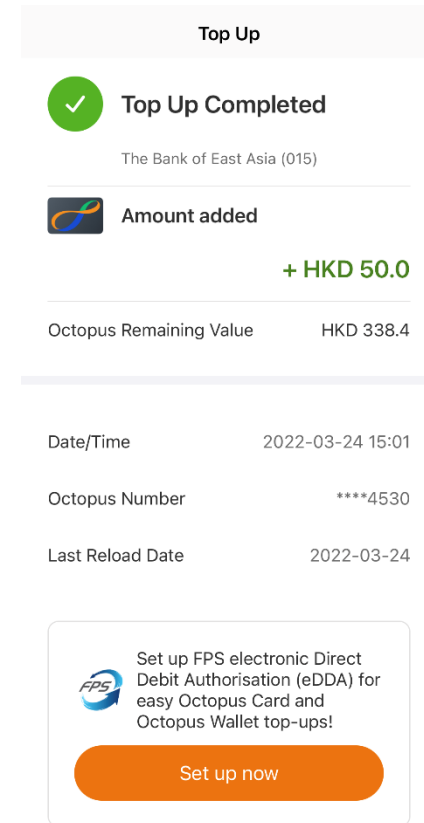 Top Up
Top Up Completed
The Bank of East Asia (015)
Amount added
+ HKD 50.0
Octopus Remaining Value HKD 338.4
Date/Time 2022-03-24 15:01
Octopus Number ****4530
Last Reload Date 2022-03-24
FPS
Set up FPS electronic Direct
Debit Authorisation (eDDA) for
easy Octopus Card and
Octopus Wallet top-ups!
Set up now